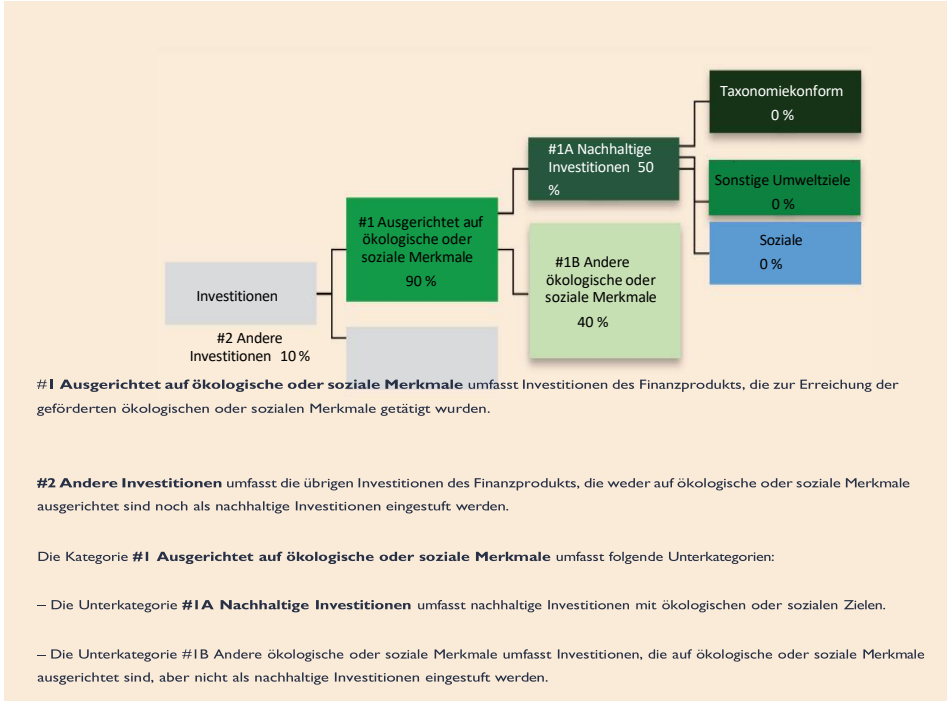 Taxonomiekonform
0 %
#1A Nachhaltige
Investitionen 50
%
Sonstige Umweltziele
0 %
#1 Ausgerichtet auf
ökologische oder
soziale Merkmale
90 %
Soziale
0 %
#1B Andere
ökologische oder
soziale Merkmale
40 %
Investitionen
#2 Andere
Investitionen 10 %
#1 Ausgerichtet auf ökologische oder soziale Merkmale umfasst Investitionen des Finanzprodukts, die zur Erreichung der
geförderten ökologischen oder sozialen Merkmale getätigt wurden.
#2 Andere Investitionen umfasst die übrigen Investitionen des Finanzprodukts, die weder auf ökologische oder soziale Merkmale
ausgerichtet sind noch als nachhaltige Investitionen eingestuft werden.
Die Kategorie #1 Ausgerichtet auf ökologische oder soziale Merkmale umfasst folgende Unterkategorien:
– Die Unterkategorie #1A Nachhaltige Investitionen umfasst nachhaltige Investitionen mit ökologischen oder sozialen Zielen.
– Die Unterkategorie #1B Andere ökologische oder soziale Merkmale umfasst Investitionen, die auf ökologische oder soziale Merkmale
ausgerichtet sind, aber nicht als nachhaltige Investitionen eingestuft werden.